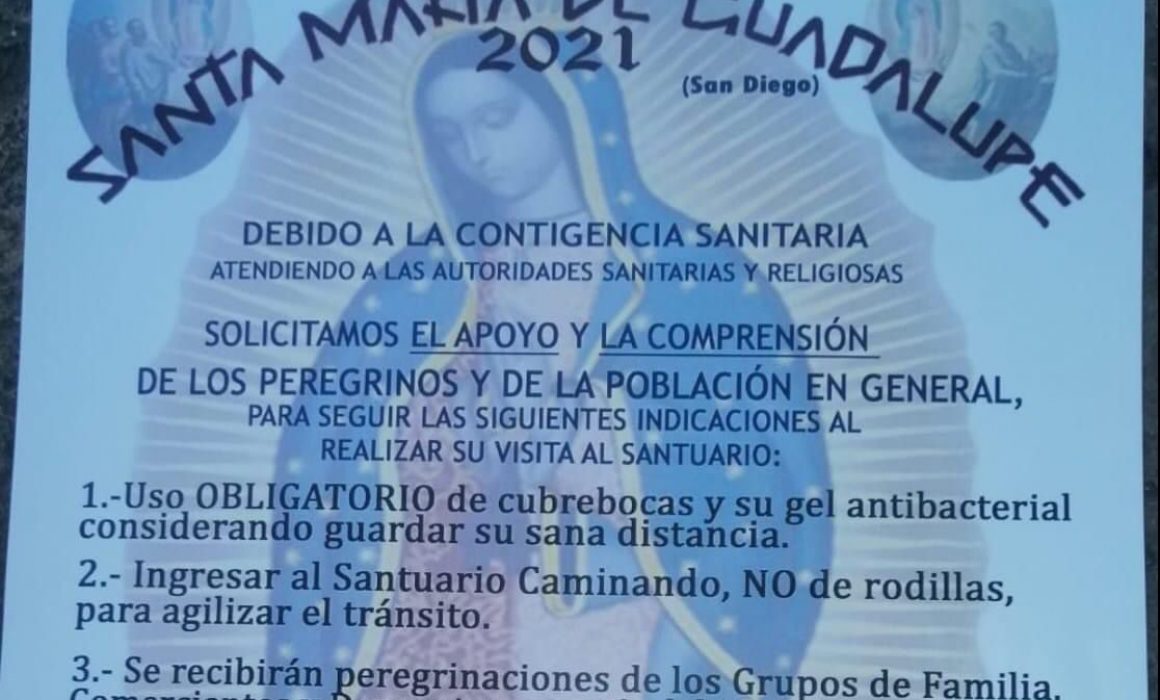 SANTA MARIA DE GUADALUPE
2021
(San Diego)
DEBIDO A LA CONTIGENCIA SANITARIA
ATENDIENDO A LAS AUTORIDADES SANITARIAS Y RELIGIOSAS
SOLICITAMOS EL APOYO Y LA COMPRENSIÓN
DE LOS PEREGRINOS Y DE LA POBLACIÓN EN GENERAL,
PARA SEGUIR LAS SIGUIENTES INDICACIONES AL
REALIZAR SU VISITA AL SANTUARIO:
1.-Uso OBLIGATORIO de cubrebocas y su gel antibacterial
considerando guardar su sana distancia.
2.- Ingresar al Santuario Caminando, NO de rodillas,
para agilizar el tránsito.
3.- Se recibirán peregrinaciones de los Grupos de Familia,